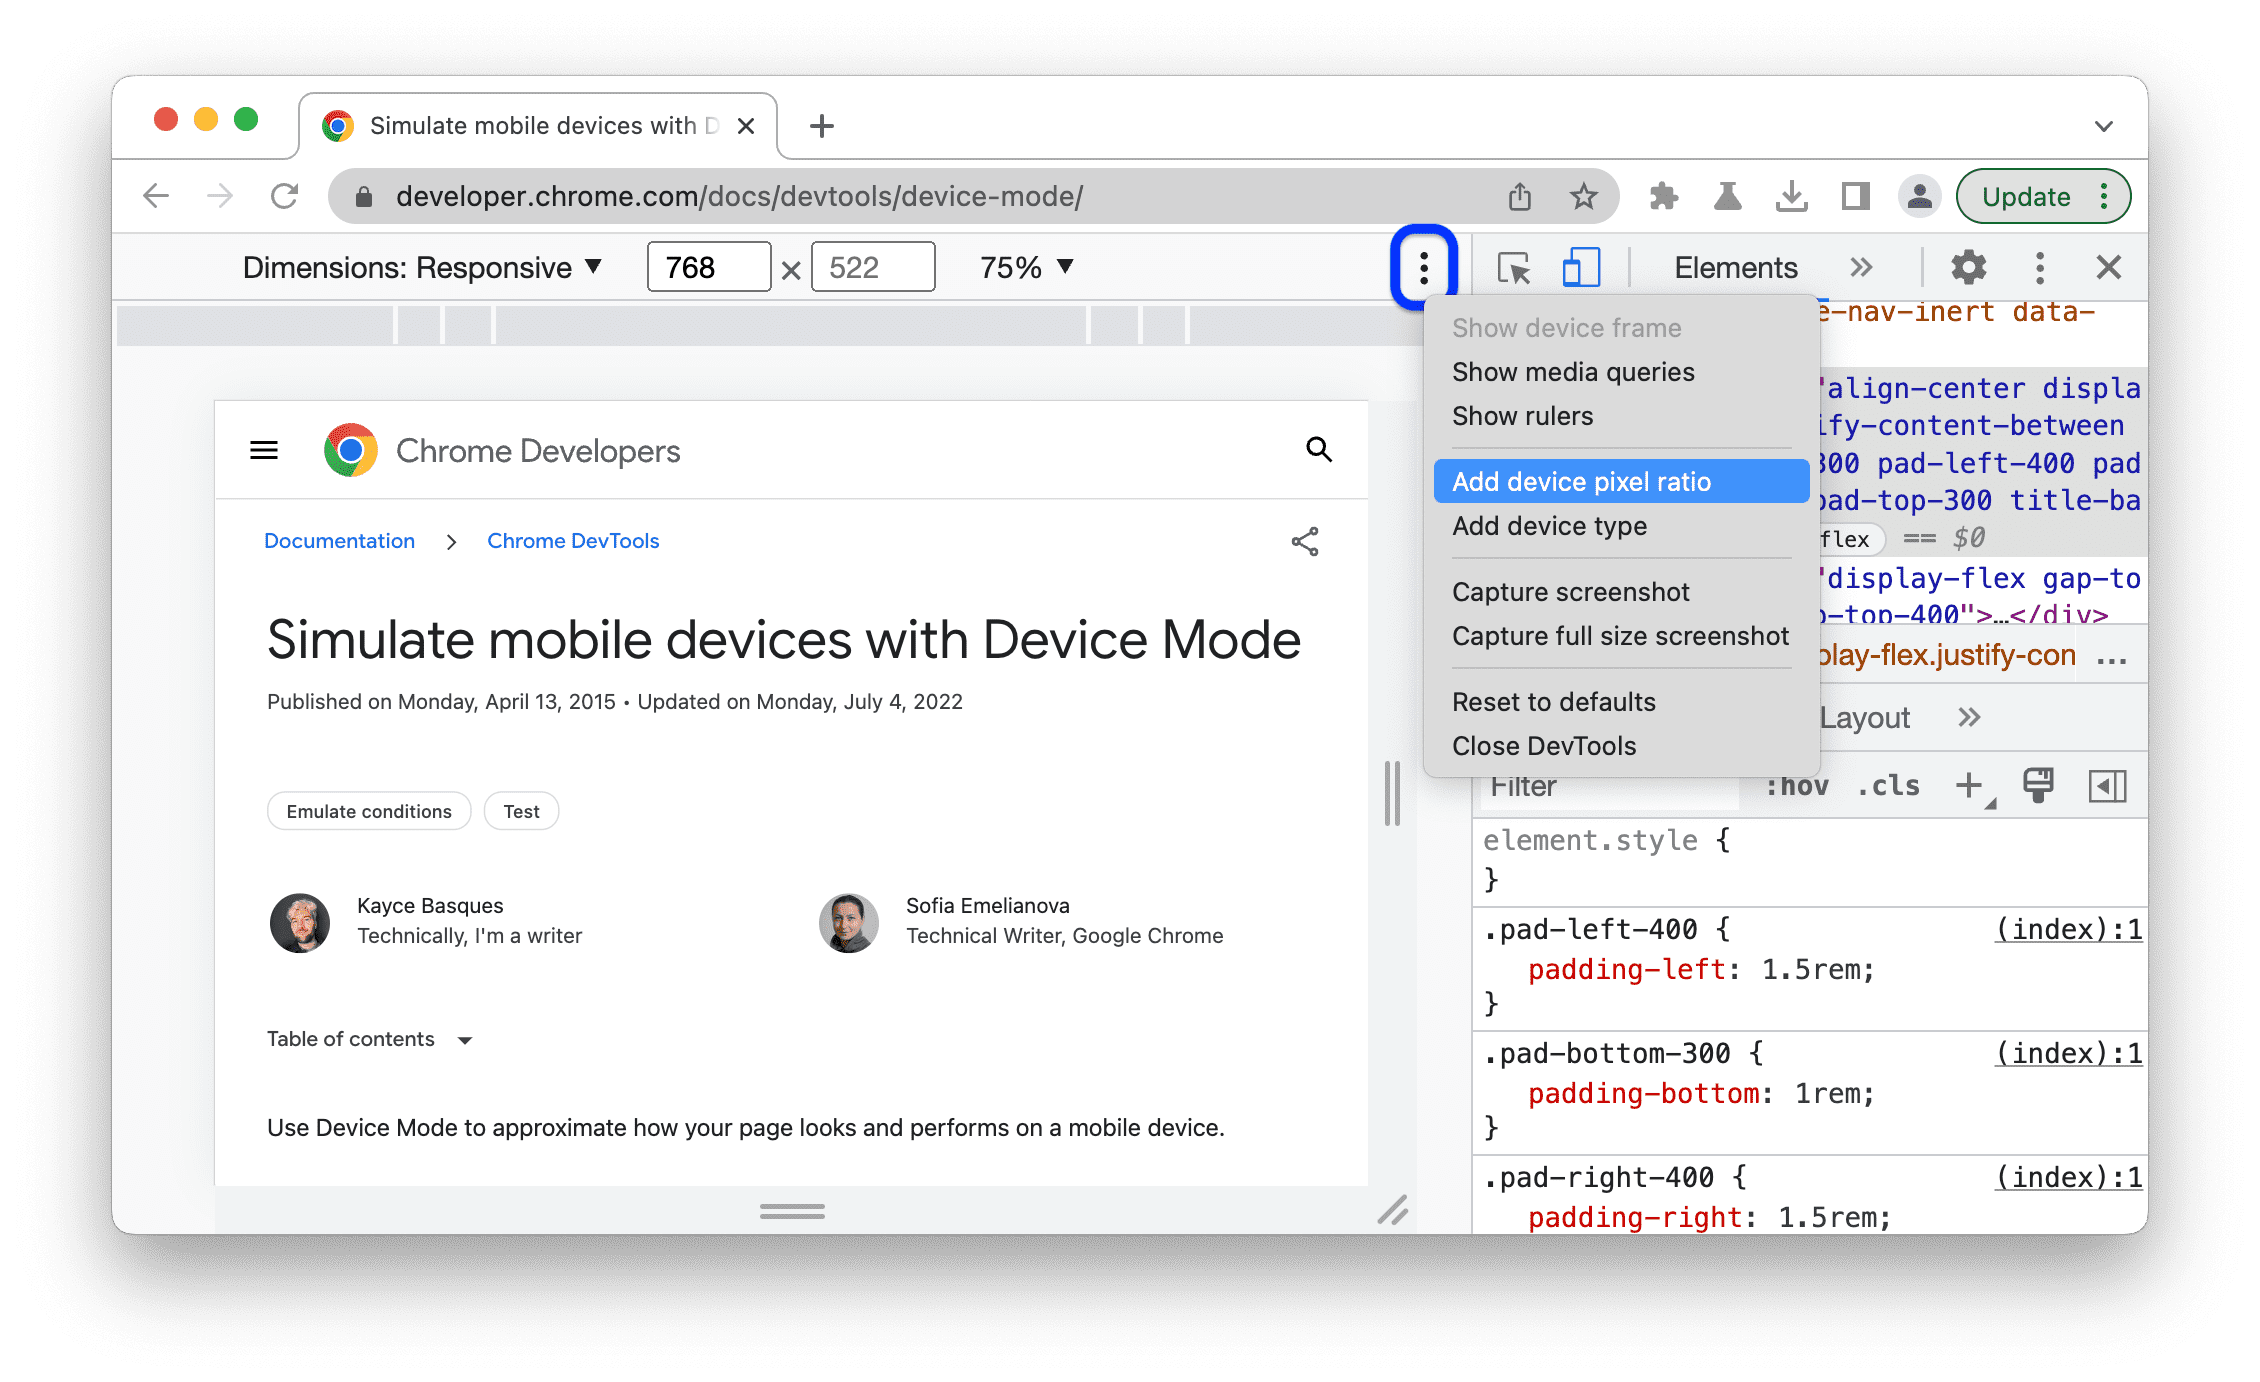 Simulate mobile devices with D
developer.chrome.com/docs/devtools/device-mode/
Update
Dimensions: Responsive ▼ 768 × 522 75% ▼
Elements »
Show device frame
Show media queries
Show rulers
Add device pixel ratio
Add device type
Capture screenshot
Capture full size screenshot
Reset to defaults
Close DevTools
Chrome Developers
Documentation > Chrome DevTools
Simulate mobile devices with Device Mode
Published on Monday, April 13, 2015 • Updated on Monday, July 4, 2022
Emulate conditions Test
Kayce Basques
Technically, I'm a writer
Sofia Emelianova
Technical Writer, Google Chrome
Table of contents
Use Device Mode to approximate how your page looks and performs on a mobile device.
e-nav-inert data-
"align-center displa
ify-content-between
300 pad-left-400 pad
pad-top-300 title-ba
flex == $0
"display-flex gap-to
p-top-400">…</div>
play-flex.justify-con ...
Layout »
Filter :hov .cls +
element.style {
}
.pad-left-400 { (index):1
padding-left: 1.5rem;
}
.pad-bottom-300 { (index):1
padding-bottom: 1rem;
}
.pad-right-400 { (index):1
padding-right: 1.5rem;